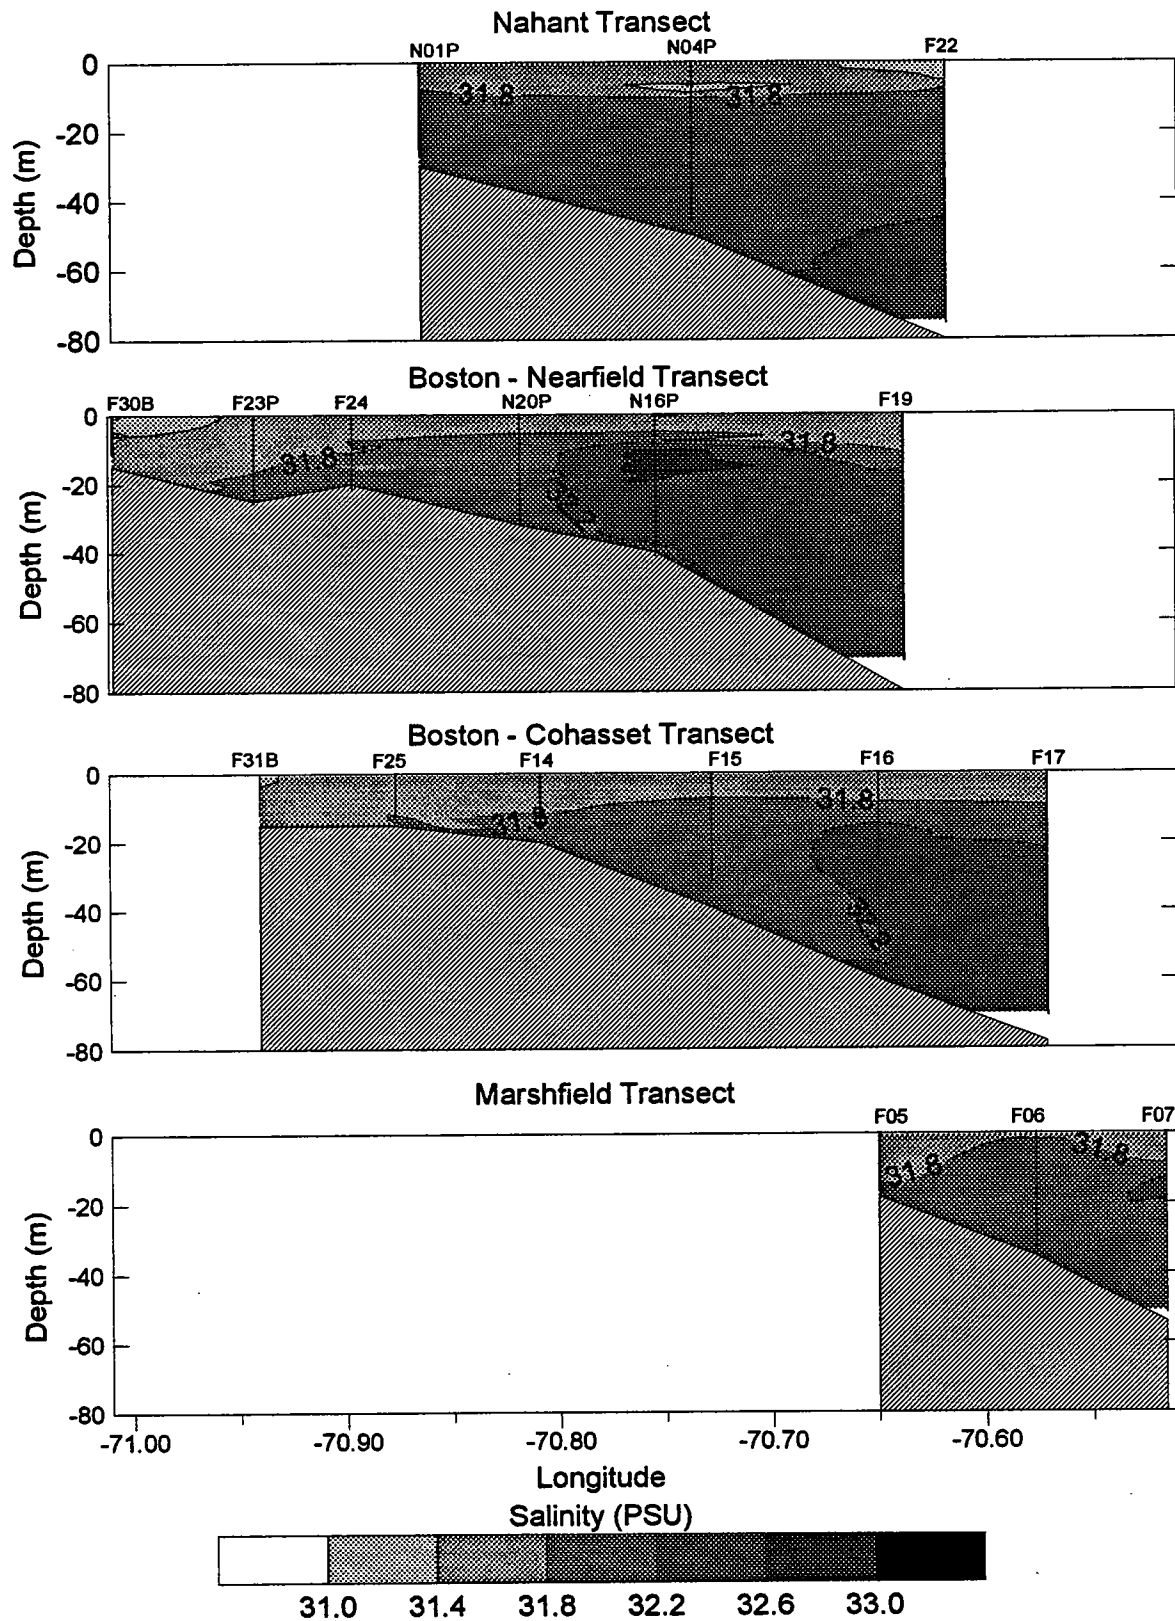 Nahant Transect
N01P N04P F22
0
-20
-40
-60
-80
Depth (m)
31.8 31.8
Boston - Nearfield Transect
F30B F23P F24 N20P N16P F19
0
-20
-40
-60
-80
Depth (m)
31.8 31.8
32.2
Boston - Cohasset Transect
F31B F25 F14 F15 F16 F17
0
-20
-40
-60
-80
Depth (m)
31.8 31.8
32.2
Marshfield Transect
F05 F06 F07
0
-20
-40
-60
-80
Depth (m)
31.8 31.8
-71.00 -70.90 -70.80 -70.70 -70.60
Longitude
Salinity (PSU)
31.0 31.4 31.8 32.2 32.6 33.0